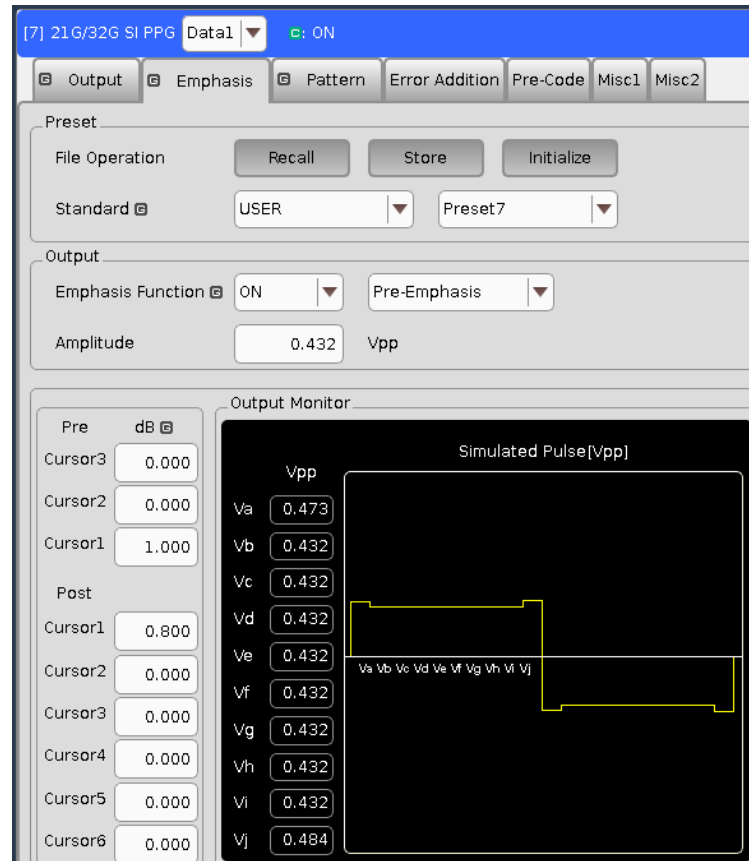 [7] 21G/32G SI PPG Data1 C: ON
G Output G Emphasis G Pattern Error Addition Pre-Code Misc1 Misc2
Preset
File Operation Recall Store Initialize
Standard G USER Preset7
Output
Emphasis Function G ON Pre-Emphasis
Amplitude 0.432 Vpp
Output Monitor
Pre dB G
Cursor3 0.000
Cursor2 0.000
Cursor1 1.000
Post
Cursor1 0.800
Cursor2 0.000
Cursor3 0.000
Cursor4 0.000
Cursor5 0.000
Cursor6 0.000
Simulated Pulse[Vpp]
Vpp
Va 0.473
Vb 0.432
Vc 0.432
Vd 0.432
Ve 0.432
Vf 0.432
Vg 0.432
Vh 0.432
Vi 0.432
Vj 0.484
Va Vb Vc Vd Ve Vf Vg Vh Vi Vj